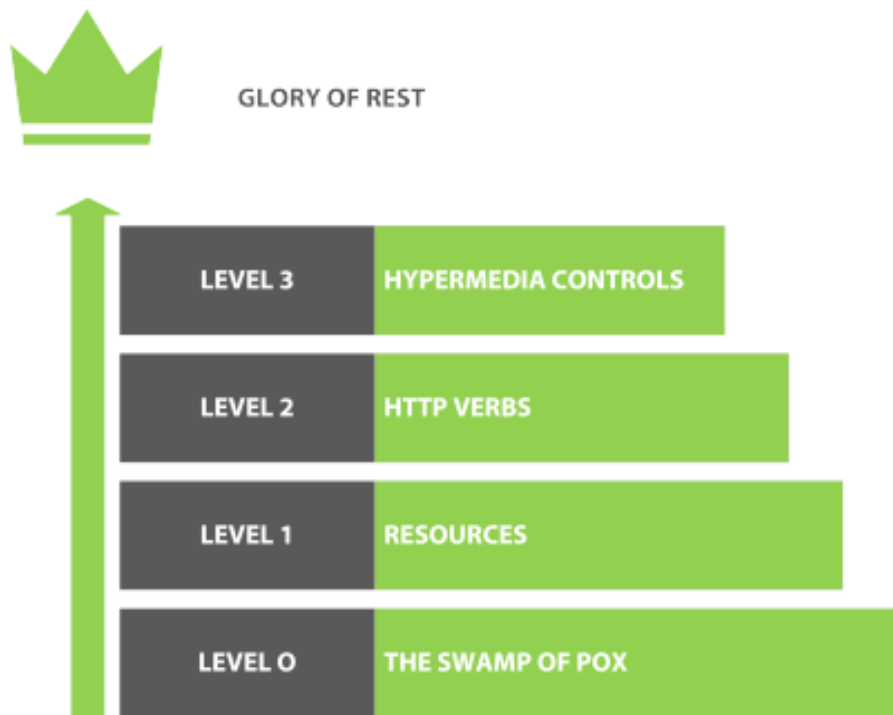 GLORY OF REST
LEVEL 3 HYPERMEDIA CONTROLS
LEVEL 2 HTTP VERBS
LEVEL 1 RESOURCES
LEVEL O THE SWAMP OF POX